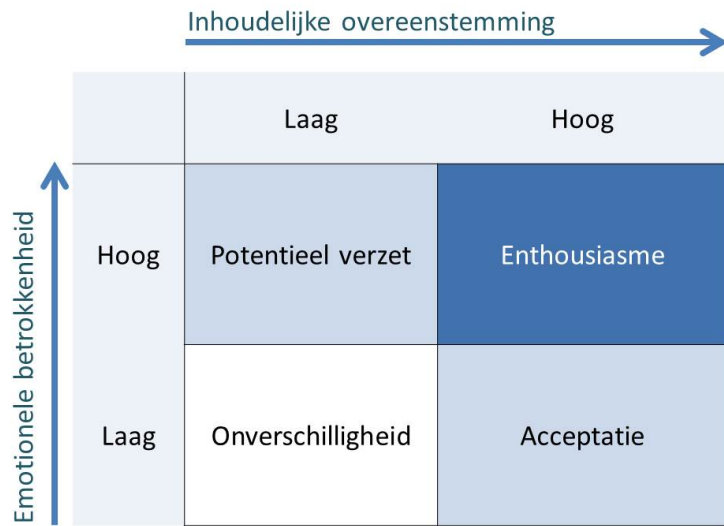 Inhoudelijke overeenstemming
Laag Hoog
Emotionele betrokkenheid
Hoog Potentieel verzet Enthousiasme
Laag Onverschilligheid Acceptatie